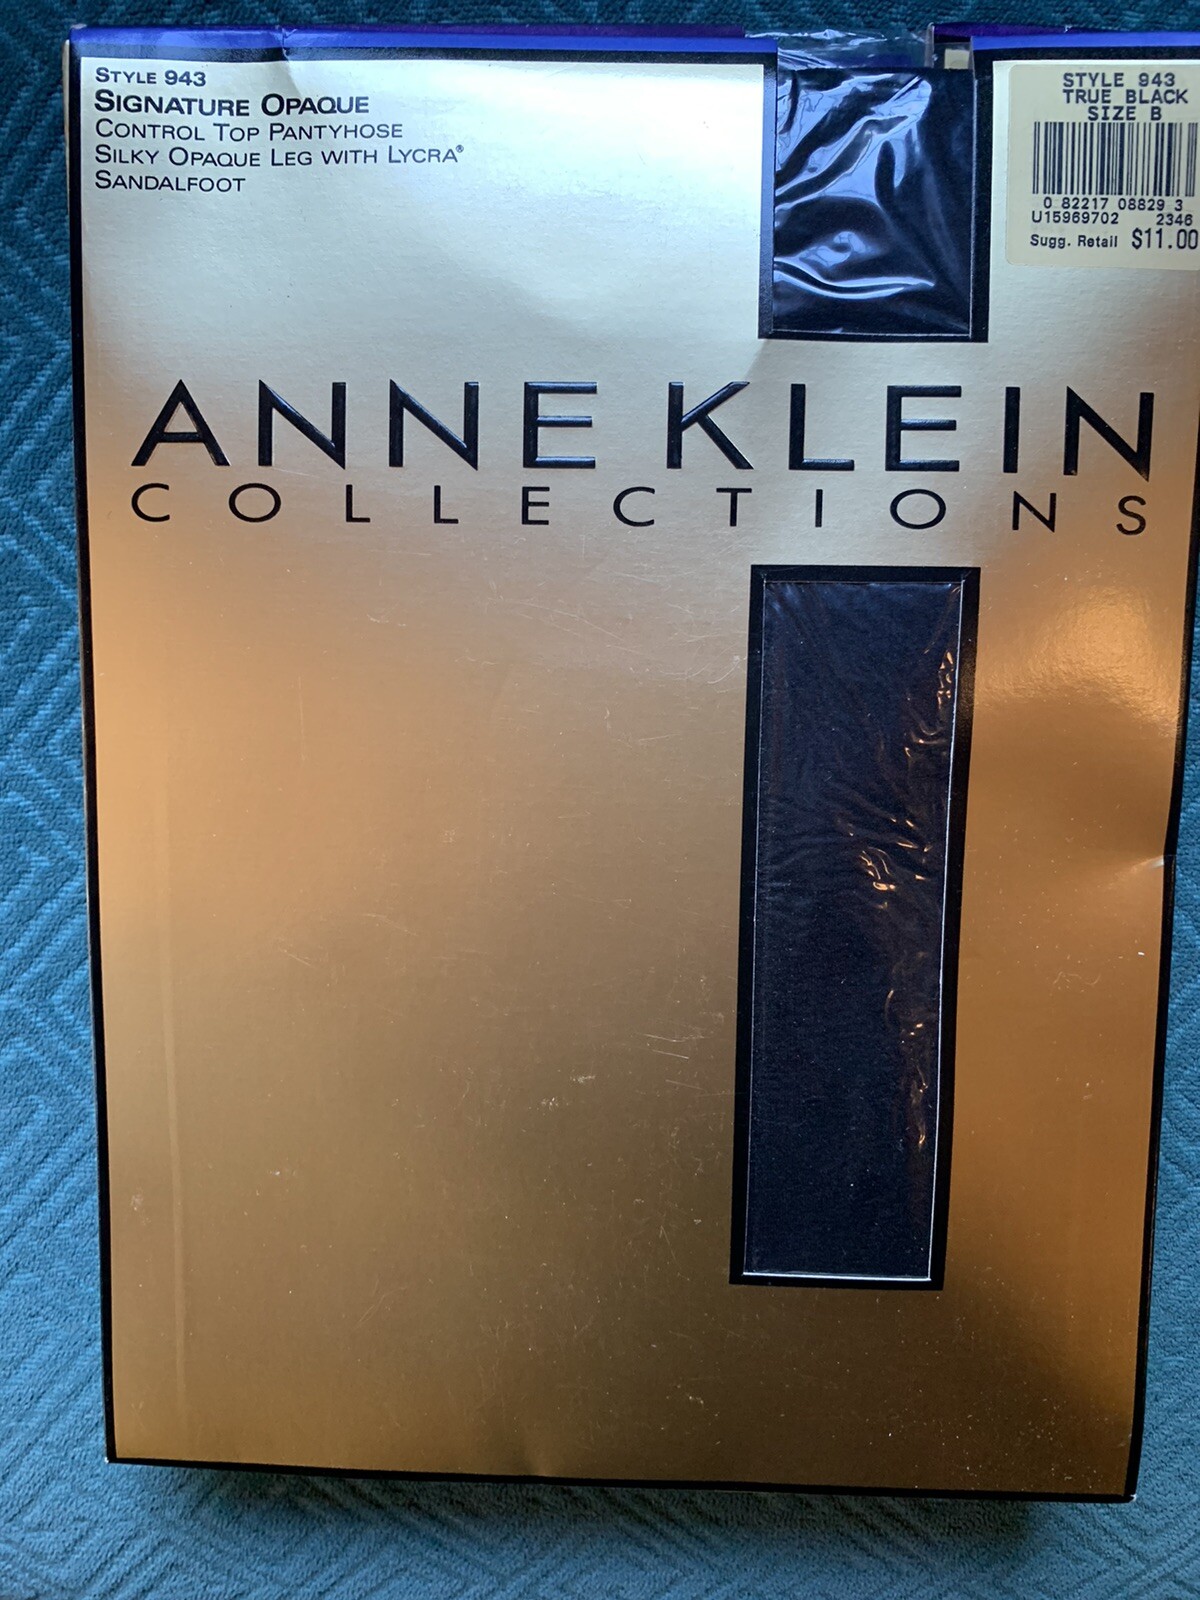 STYLE 943
SIGNATURE OPAQUE
CONTROL TOP PANTYHOSE
SILKY OPAQUE LEG WITH LYCRA®
SANDALFOOT
STYLE 943
TRUE BLACK
SIZE B
0 82217 08829 3
U15969702 2346
Sugg. Retail $11.00
ANNE KLEIN
COLLECTIONS